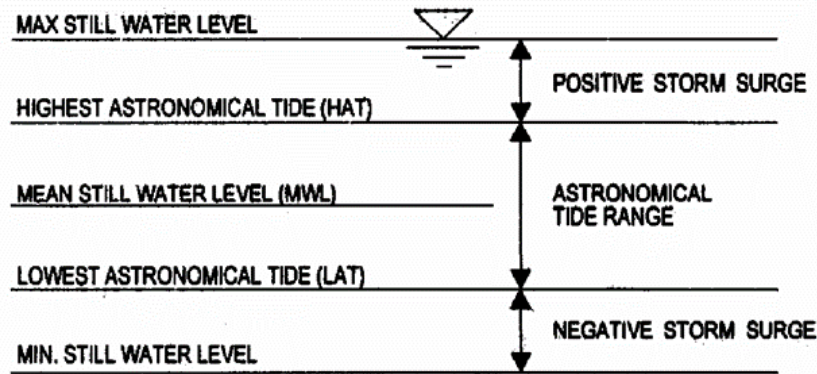 MAX STILL WATER LEVEL
POSITIVE STORM SURGE
HIGHEST ASTRONOMICAL TIDE (HAT)
MEAN STILL WATER LEVEL (MWL)
ASTRONOMICAL
TIDE RANGE
LOWEST ASTRONOMICAL TIDE (LAT)
NEGATIVE STORM SURGE
MIN. STILL WATER LEVEL